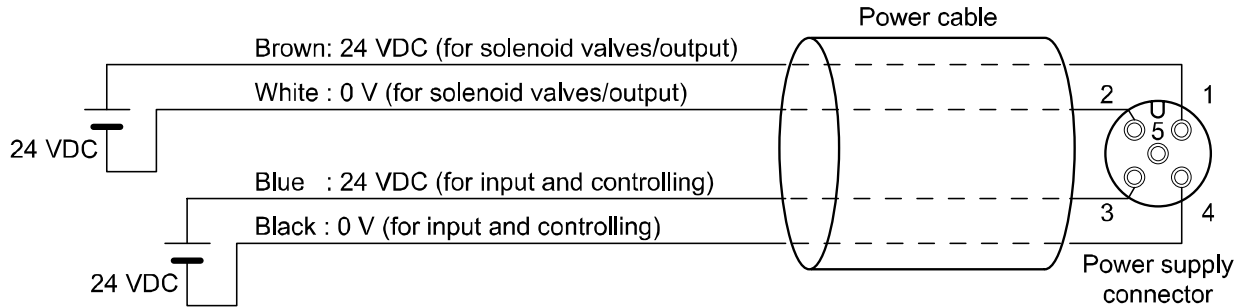 Power cable
Brown: 24 VDC (for solenoid valves/output)
White : 0 V (for solenoid valves/output)
2
1
5
24 VDC
Blue : 24 VDC (for input and controlling)
3
4
Black : 0 V (for input and controlling)
24 VDC
Power supply
connector